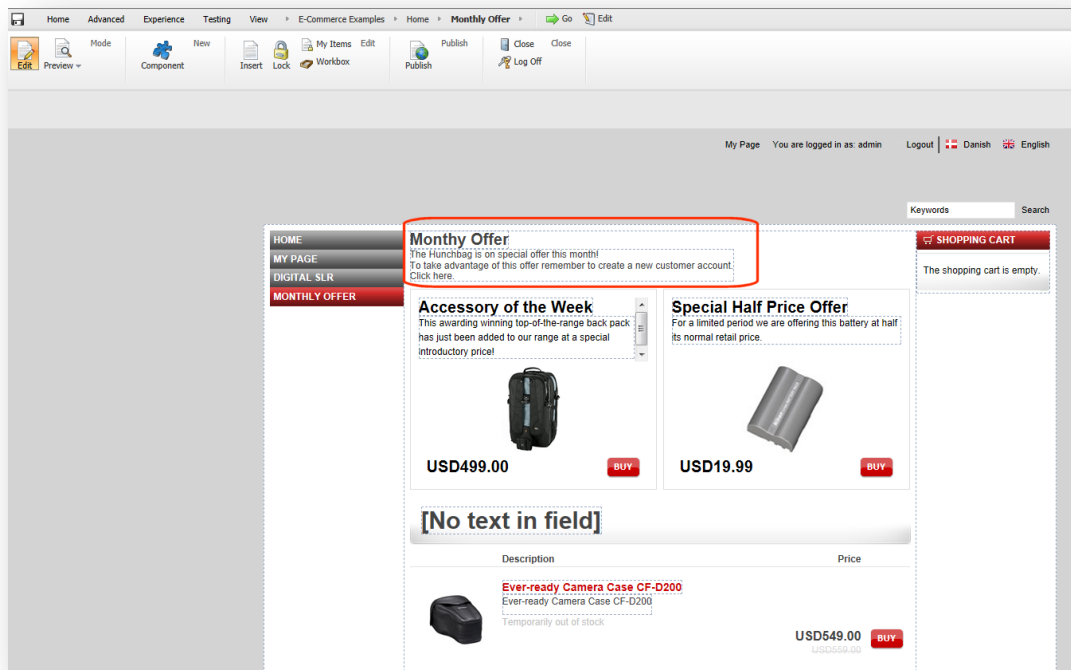 Home Advanced Experience Testing View E-Commerce Examples Home Monthly Offer Go Edit
Edit Preview Mode Component New Insert Lock My Items Edit Workbox Publish Publish Close Close Log Off
My Page You are logged in as: admin Logout Danish English
Keywords Search
HOME
MY PAGE
DIGITAL SLR
MONTHLY OFFER
Monthy Offer
The Hunchbag is on special offer this month!
To take advantage of this offer remember to create a new customer account.
Click here.
SHOPPING CART
The shopping cart is empty.
Accessory of the Week
This awarding winning top-of-the-range back pack
has just been added to our range at a special
introductory price!
USD499.00 BUY
Special Half Price Offer
For a limited period we are offering this battery at half
its normal retail price.
USD19.99 BUY
[No text in field]
Description Price
Ever-ready Camera Case CF-D200
Ever-ready Camera Case CF-D200
Temporarily out of stock
USD549.00 BUY
USD559.00